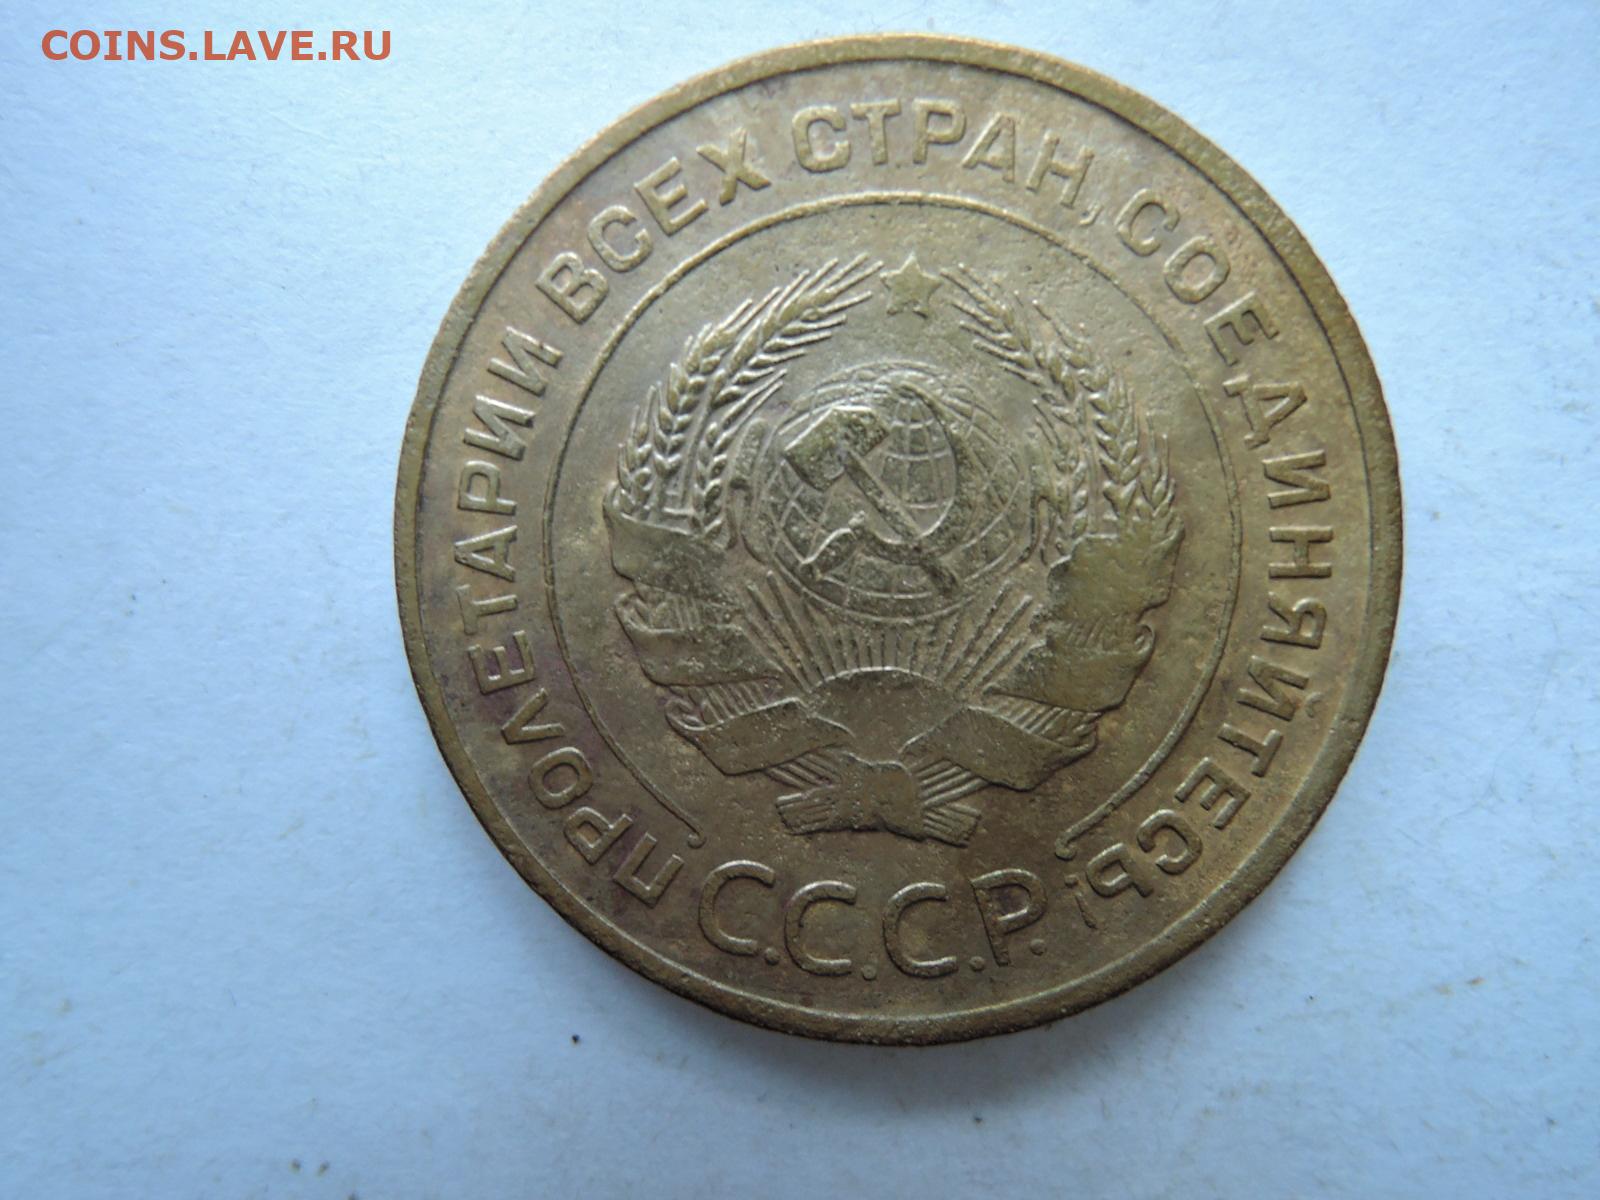 COINS.LAVE.RU
ПРОЛЕТАРИИ ВСЕХ СТРАН, СОЕДИНЯЙТЕСЬ!
С.С.С.Р.